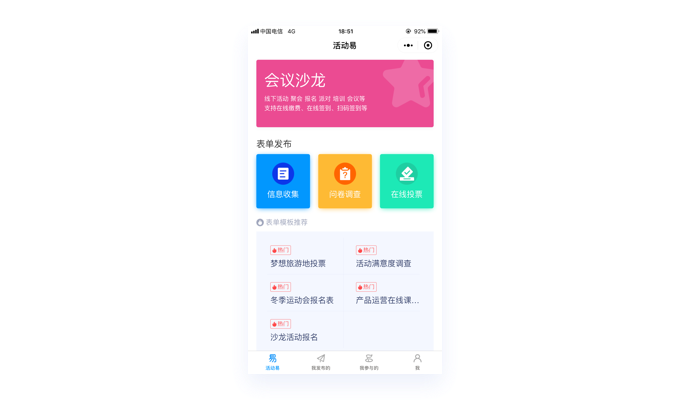 中国电信 4G 18:51 92%
活动易
会议沙龙
线下活动 聚会 报名 派对 培训 会议等
支持在线缴费、在线签到、扫码签到等
表单发布
信息收集 问卷调查 在线投票
表单模板推荐
热门 热门
梦想旅游地投票 活动满意度调查
热门 热门
冬季运动会报名表 产品运营在线课...
热门
沙龙活动报名
易
活动易 我发布的 我参与的 我